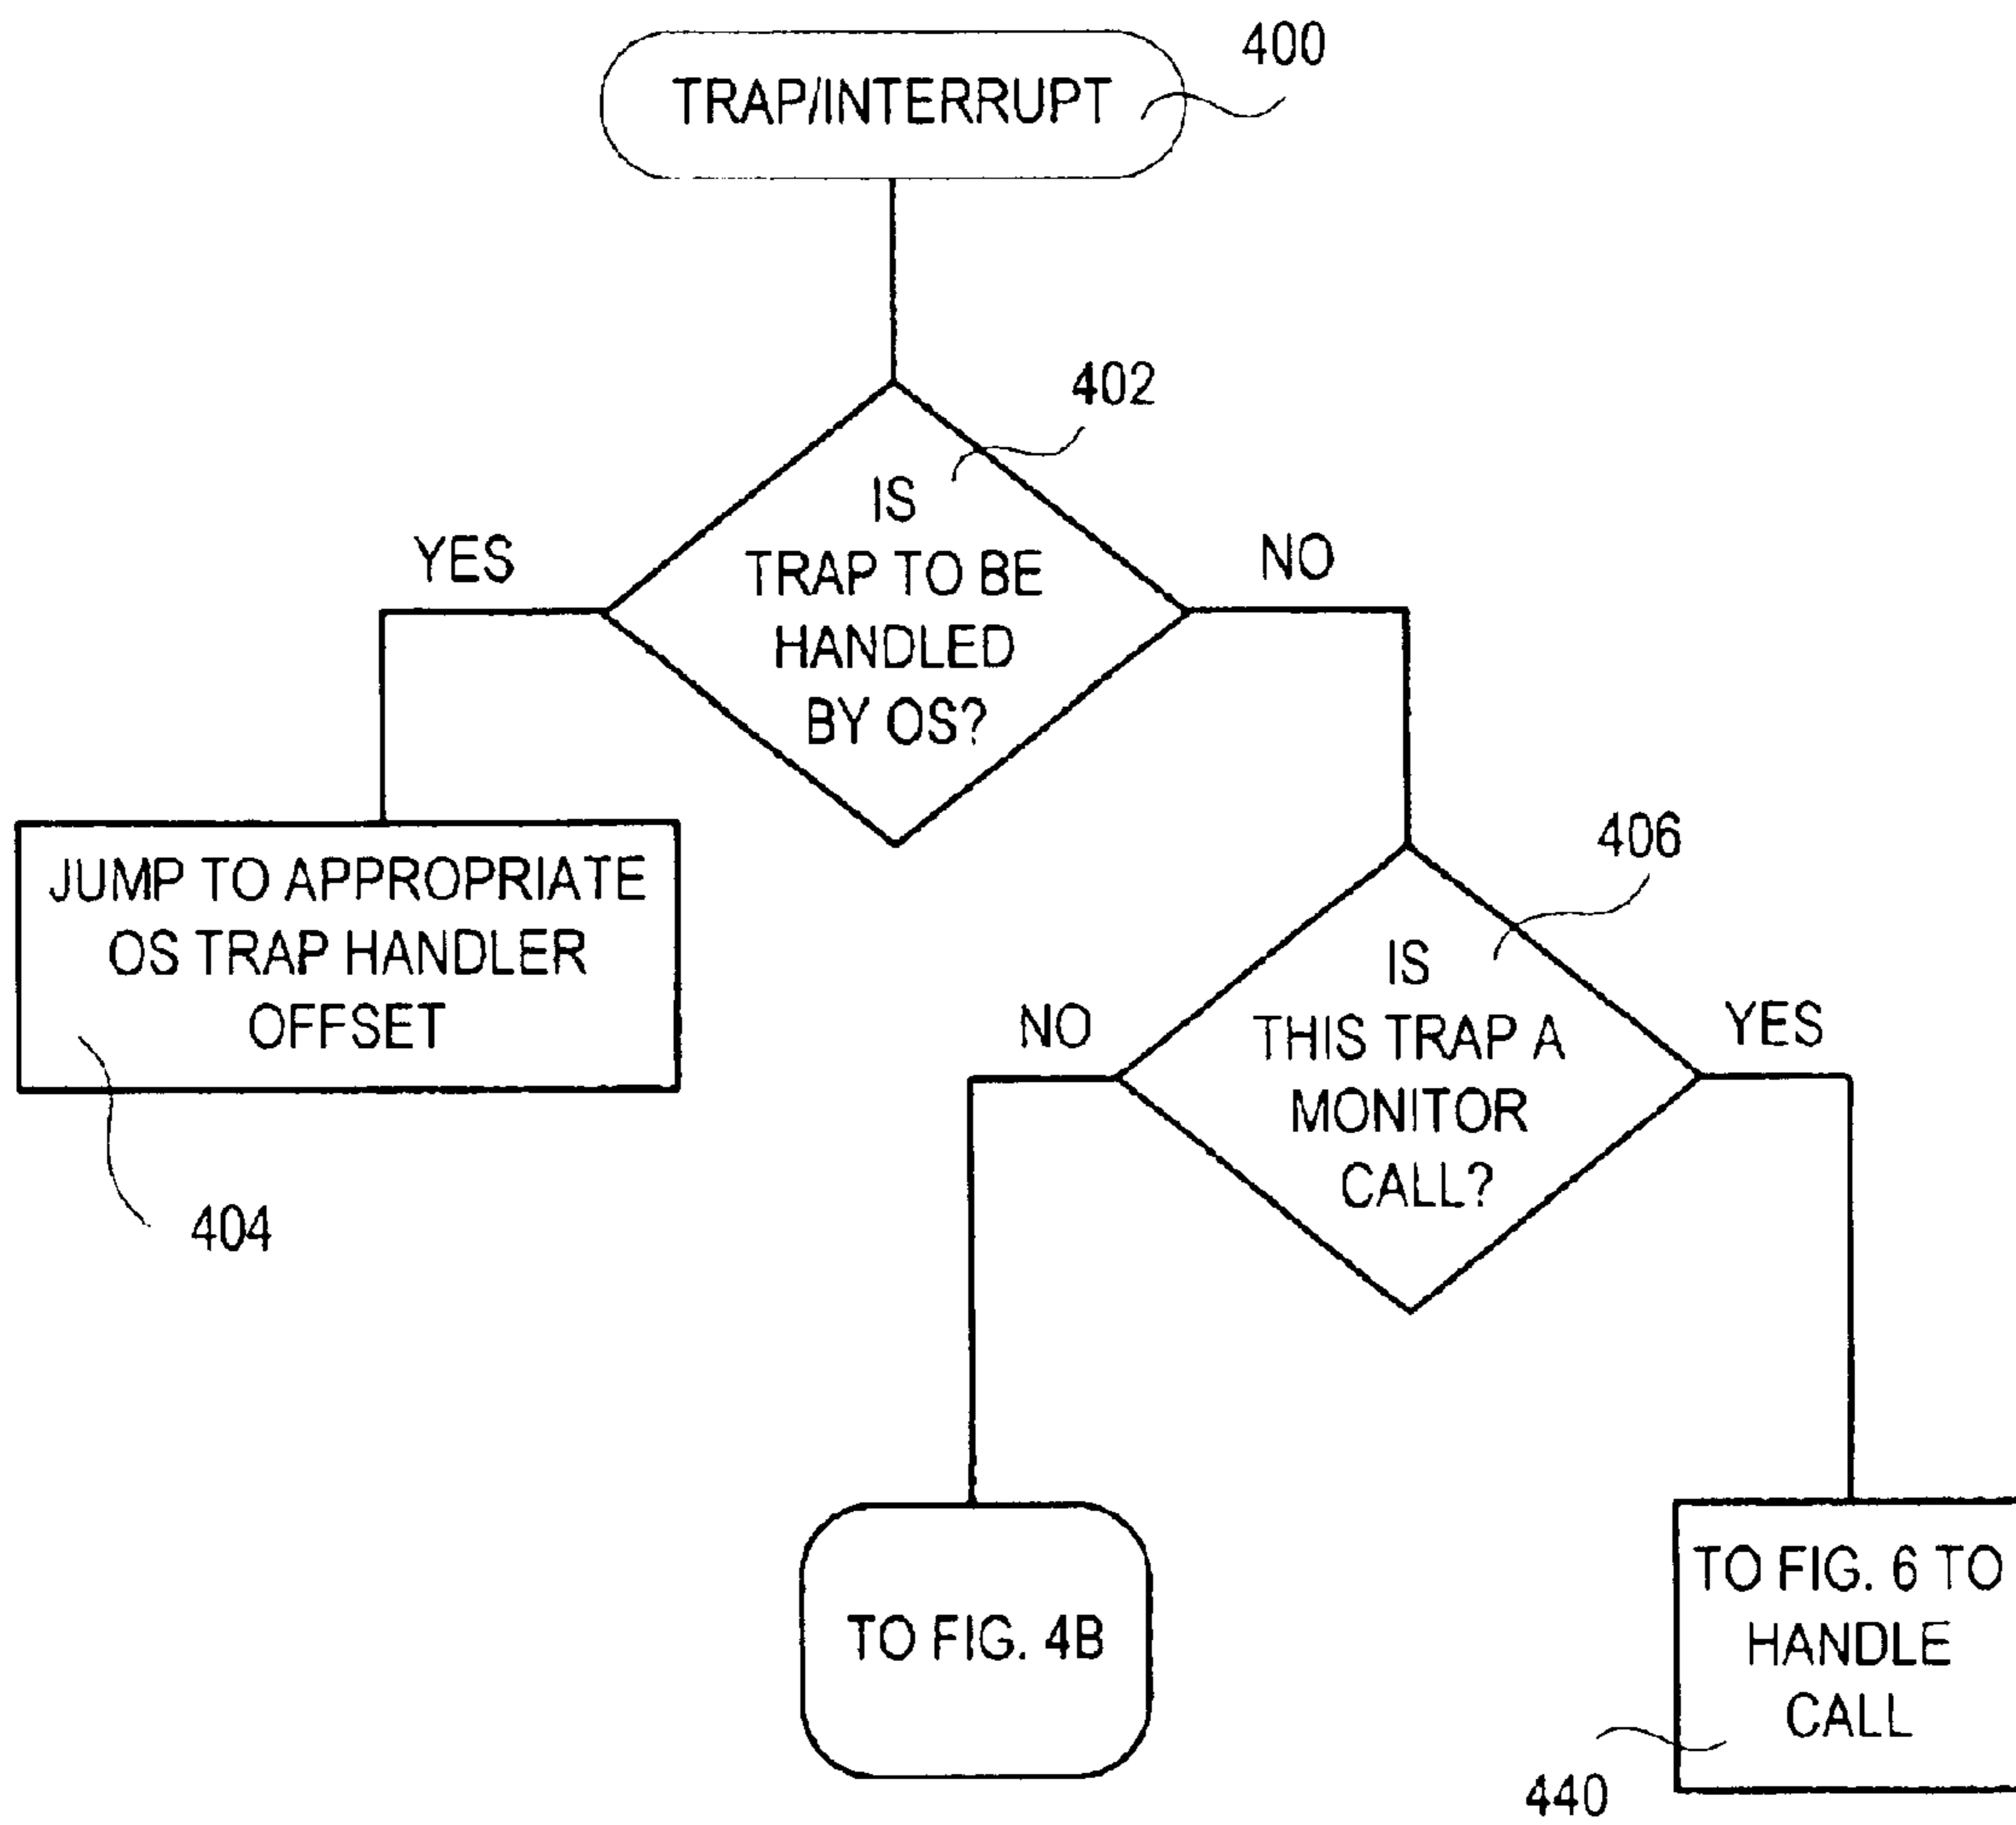 400
TRAP/INTERRUPT
402
IS
TRAP TO BE
HANDLED
BY OS?
YES
NO
JUMP TO APPROPRIATE
OS TRAP HANDLER
OFFSET
404
406
IS
THIS TRAP A
MONITOR
CALL?
NO
YES
TO FIG. 4B
TO FIG. 6 TO
HANDLE
CALL
440